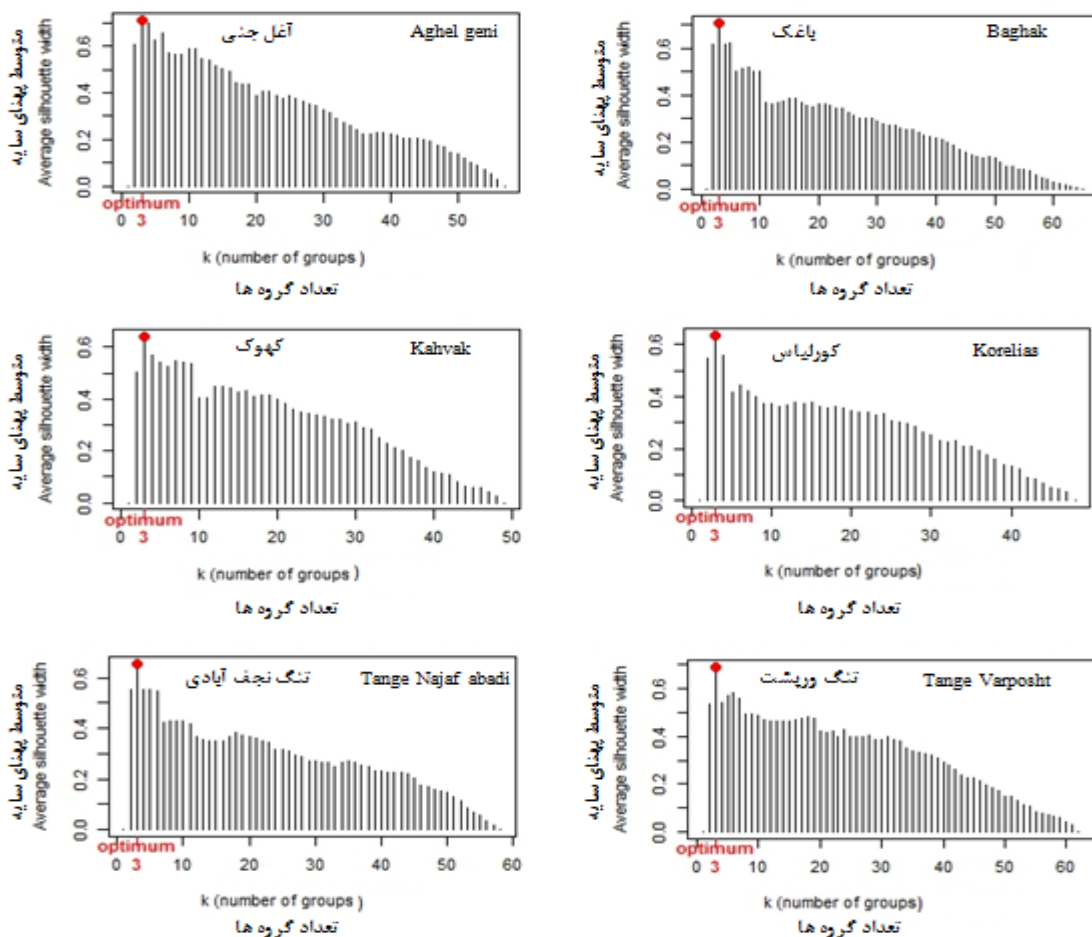 آغل جنی Aghel geni
متوسط پهنای سایه
Average silhouette width
0.0 0.2 0.4 0.6
optimum
3
0 10 20 30 40 50
k (number of groups )
تعداد گروه ها
باغک Baghak
متوسط پهنای سایه
Average silhouette width
0.0 0.2 0.4 0.6
optimum
3
0 10 20 30 40 50 60
k (number of groups)
تعداد گروه ها
کهوک Kahvak
متوسط پهنای سایه
Average silhouette width
0.0 0.2 0.4 0.6
optimum
3
0 10 20 30 40 50
k (number of groups )
تعداد گروه ها
کورلیاس Korelias
متوسط پهنای سایه
Average silhouette width
0.0 0.2 0.4 0.6
optimum
3
0 10 20 30 40
k (number of groups)
تعداد گروه ها
تنگ نجف آبادی Tange Najaf abadi
متوسط پهنای سایه
Average silhouette width
0.0 0.2 0.4 0.6
optimum
3
0 10 20 30 40 50 60
k (number of groups )
تعداد گروه ها
تنگ ورپشت Tange Varposht
متوسط پهنای سایه
Average silhouette width
0.0 0.2 0.4 0.6
optimum
3
0 10 20 30 40 50 60
k (number of groups)
تعداد گروه ها